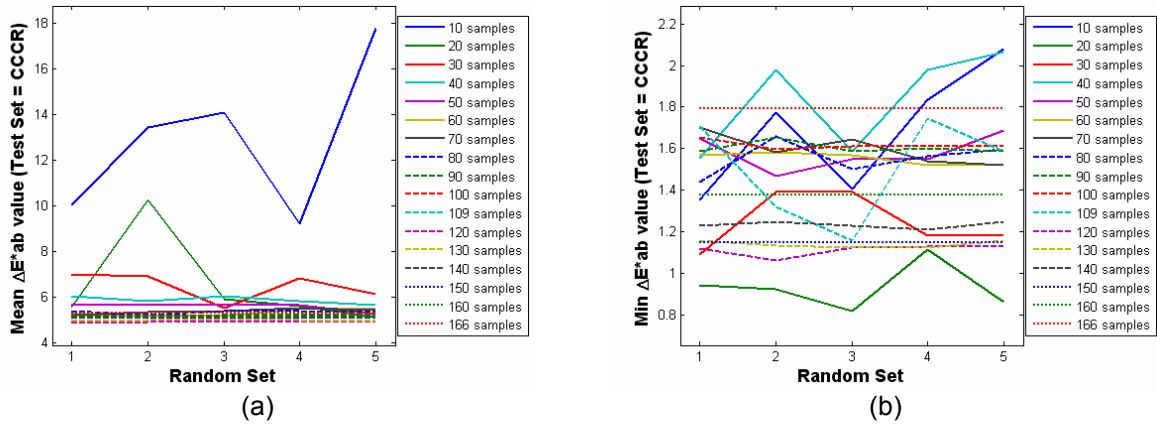 Mean ΔE*ab value (Test Set = CCCR)
18
16
14
12
10
8
6
4
1 2 3 4 5
Random Set
(a)
10 samples
20 samples
30 samples
40 samples
50 samples
60 samples
70 samples
80 samples
90 samples
100 samples
109 samples
120 samples
130 samples
140 samples
150 samples
160 samples
166 samples
Min ΔE*ab value (Test Set = CCCR)
2.2
2
1.8
1.6
1.4
1.2
1
0.8
1 2 3 4 5
Random Set
(b)
10 samples
20 samples
30 samples
40 samples
50 samples
60 samples
70 samples
80 samples
90 samples
100 samples
109 samples
120 samples
130 samples
140 samples
150 samples
160 samples
166 samples